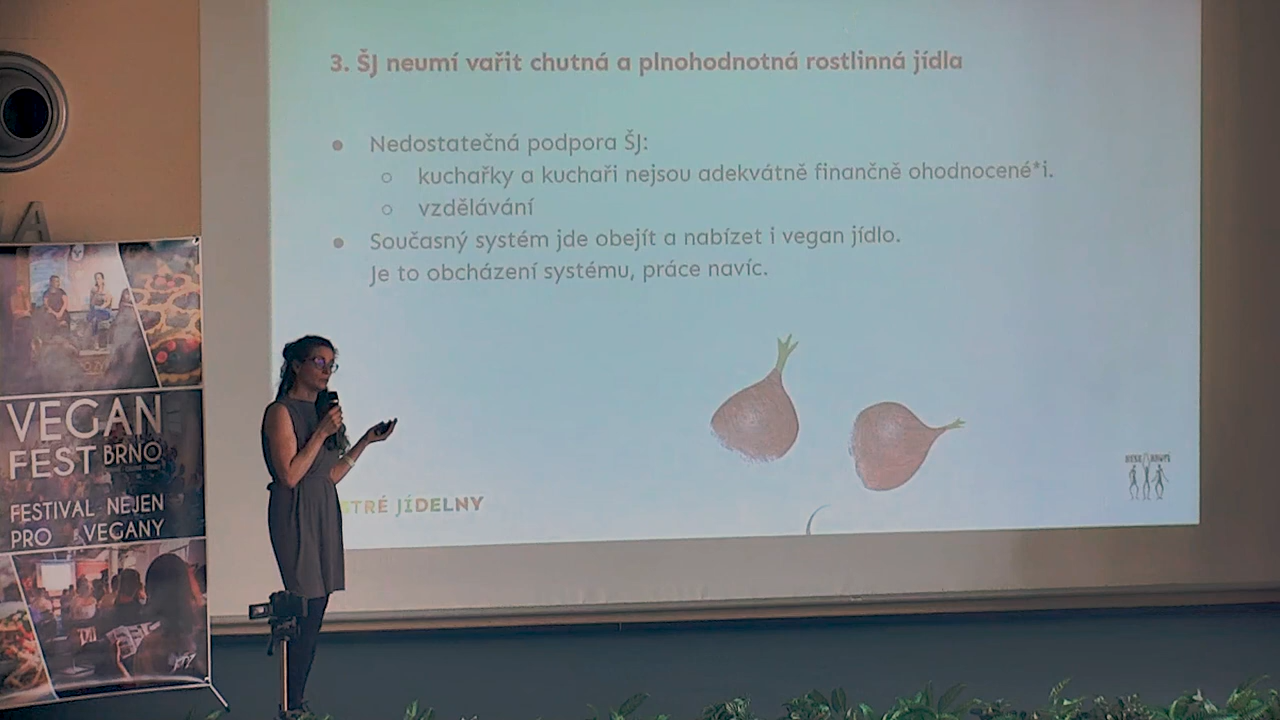 3. ŠJ neumí vařit chutná a plnohodnotná rostlinná jídla
Nedostatečná podpora ŠJ:
kuchařky a kuchaři nejsou adekvátně finančně ohodnocené*i.
vzdělávání
Současný systém jde obejít a nabízet i vegan jídlo.
Je to obcházení systému, práce navíc.
TRÉ JÍDELNY
A
VEGAN
FEST BRNO
FESTIVAL NEJEN
PRO VEGANY